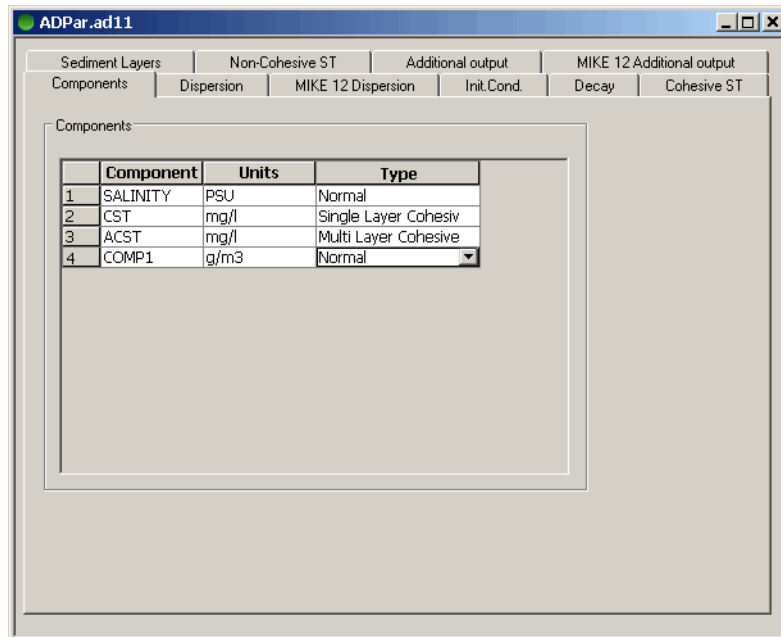 ADPar.ad11
Sediment Layers Non-Cohesive ST Additional output MIKE 12 Additional output
Components Dispersion MIKE 12 Dispersion Init.Cond. Decay Cohesive ST
Components
Component Units Type
1 SALINITY PSU Normal
2 CST mg/l Single Layer Cohesiv
3 ACST mg/l Multi Layer Cohesive
4 COMP1 g/m3 Normal